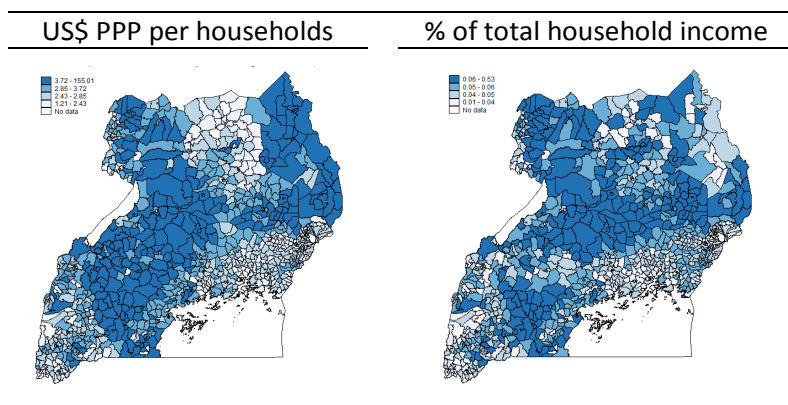 US$ PPP per households
% of total household income
3.72 - 155.01
2.85 - 3.72
2.43 - 2.85
1.21 - 2.43
No data
0.06 - 0.53
0.05 - 0.06
0.04 - 0.05
0.01 - 0.04
No data